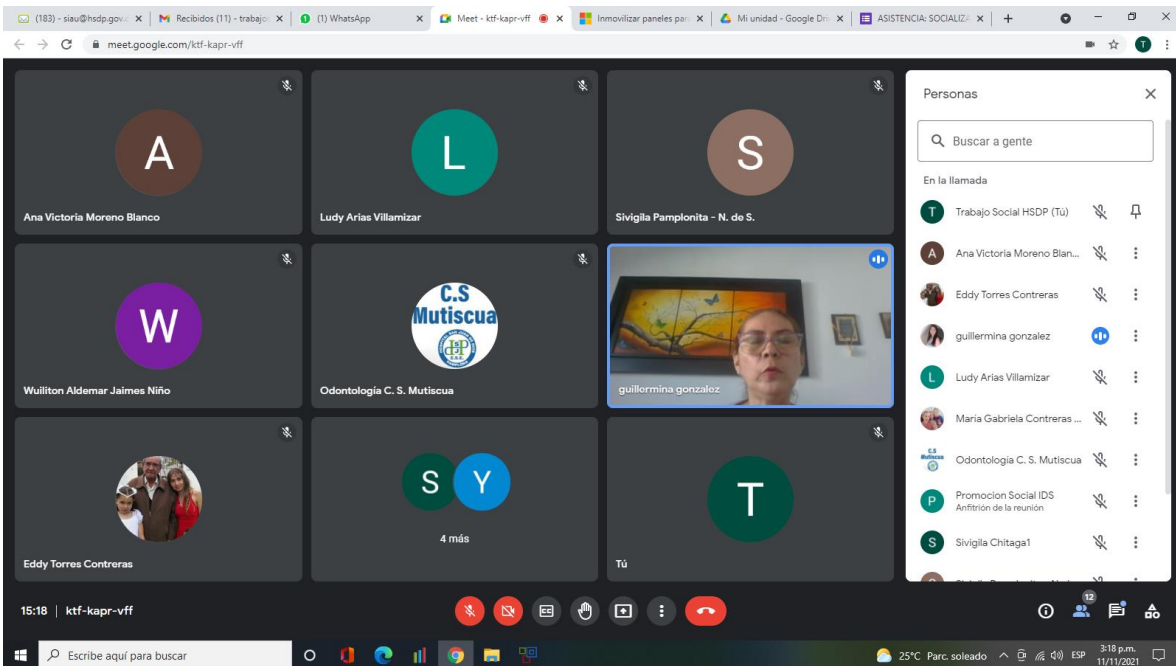 (183) - siau@hsdp.gov.c
Recibidos (11) - trabajo
(1) WhatsApp
Meet - ktf-kapr-vff
Inmovilizar paneles par
Mi unidad - Google Dri
ASISTENCIA: SOCIALIZA
meet.google.com/ktf-kapr-vff
T
A
Ana Victoria Moreno Blanco
L
Ludy Arias Villamizar
S
Sivigila Pamplonita - N. de S.
W
Wuiliton Aldemar Jaimes Niño
C.S
Mutiscua
Odontología C. S. Mutiscua
guillermina gonzalez
Eddy Torres Contreras
S Y
4 más
T
Tú
Personas
Buscar a gente
En la llamada
T
Trabajo Social HSDP (Tú)
A
Ana Victoria Moreno Blan...
Eddy Torres Contreras
guillermina gonzalez
L
Ludy Arias Villamizar
María Gabriela Contreras ...
C.S
Mutiscua
Odontología C. S. Mutiscua
P
Promocion Social IDS
Anfitrión de la reunión
S
Sivigila Chitaga1
15:18 | ktf-kapr-vff
12
Escribe aquí para buscar
25°C Parc. soleado
ESP
3:18 p.m.
11/11/2021